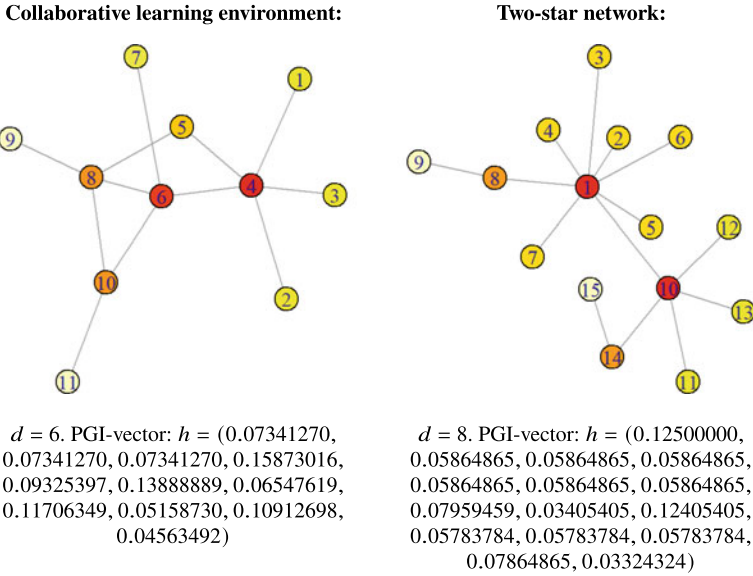 Collaborative learning environment:
7
1
5
9
8
6
4
3
10
2
11
d = 6. PGI-vector: h = (0.07341270,
0.07341270, 0.07341270, 0.15873016,
0.09325397, 0.13888889, 0.06547619,
0.11706349, 0.05158730, 0.10912698,
0.04563492)
Two-star network:
3
4
2
6
9
8
1
5
12
7
15
10
13
14
11
d = 8. PGI-vector: h = (0.12500000,
0.05864865, 0.05864865, 0.05864865,
0.05864865, 0.05864865, 0.05864865,
0.07959459, 0.03405405, 0.12405405,
0.05783784, 0.05783784, 0.05783784,
0.07864865, 0.03324324)